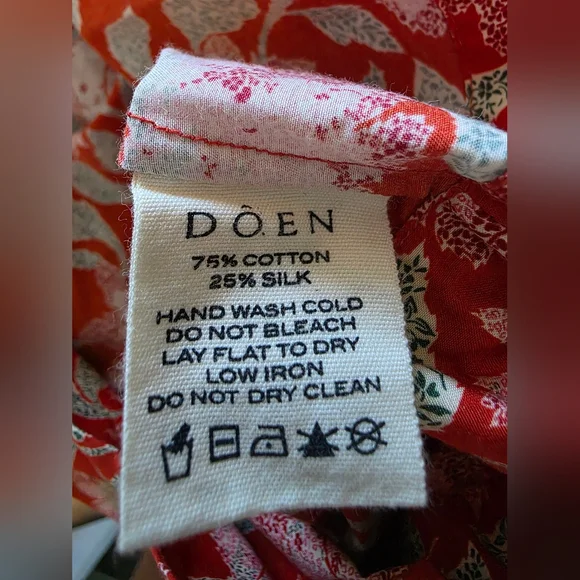 DÔEN
75% COTTON
25% SILK
HAND WASH COLD
DO NOT BLEACH
LAY FLAT TO DRY
LOW IRON
DO NOT DRY CLEAN